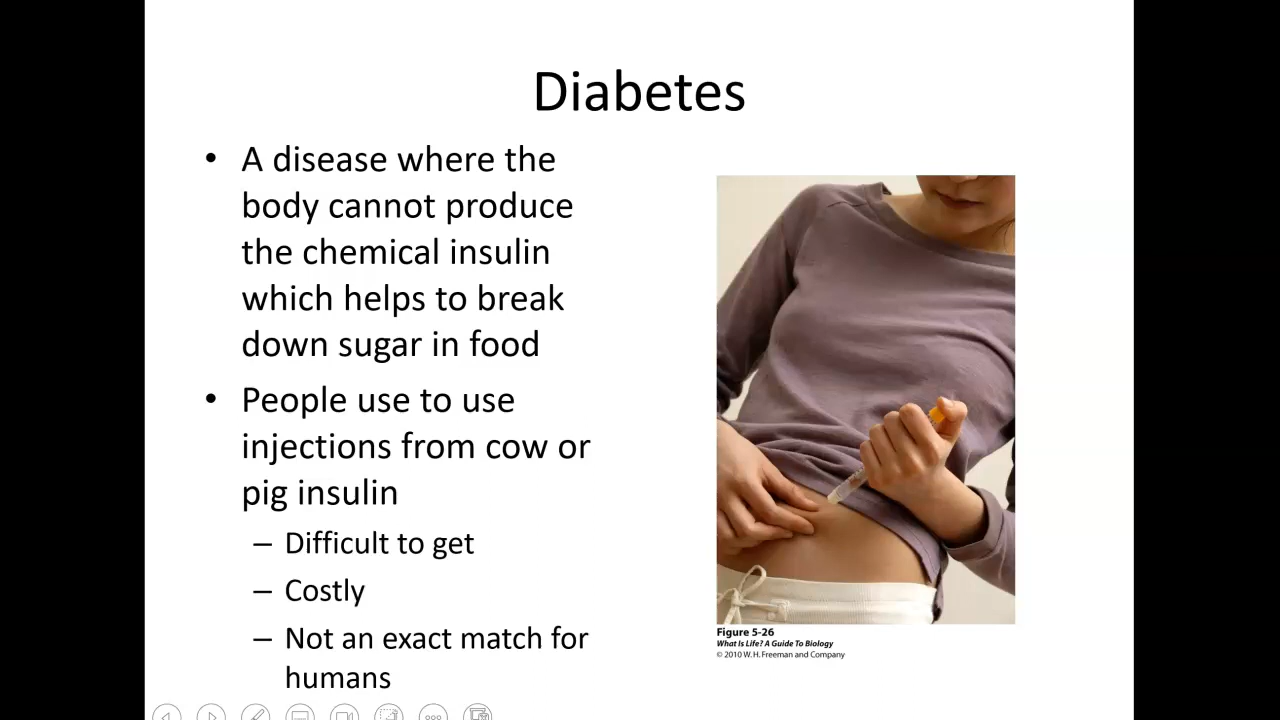 Diabetes
• A disease where the
body cannot produce
the chemical insulin
which helps to break
down sugar in food
• People use to use
injections from cow or
pig insulin
– Difficult to get
– Costly
– Not an exact match for
humans
Figure 5-26
What Is Life? A Guide To Biology
© 2010 W. H. Freeman and Company